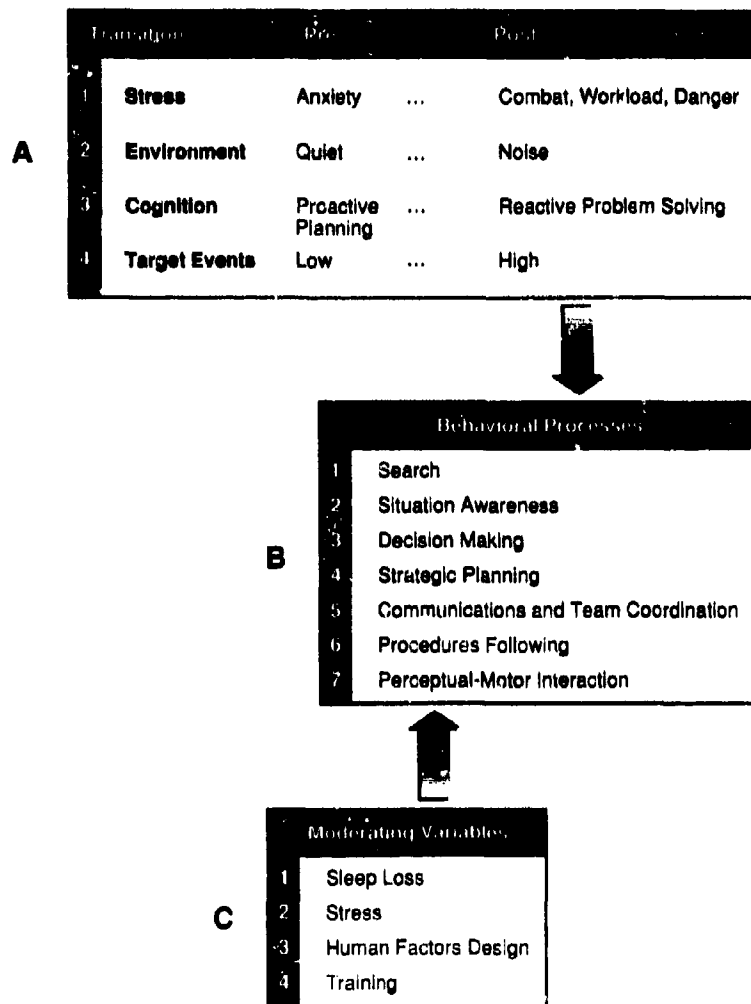 Transition Pre Post
1 Stress Anxiety ... Combat, Workload, Danger
A
2 Environment Quiet ... Noise
3 Cognition Proactive Planning ... Reactive Problem Solving
4 Target Events Low ... High
Behavioral Processes
1 Search
2 Situation Awareness
3 Decision Making
B
4 Strategic Planning
5 Communications and Team Coordination
6 Procedures Following
7 Perceptual-Motor Interaction
Moderating Variables
1 Sleep Loss
C
2 Stress
3 Human Factors Design
4 Training